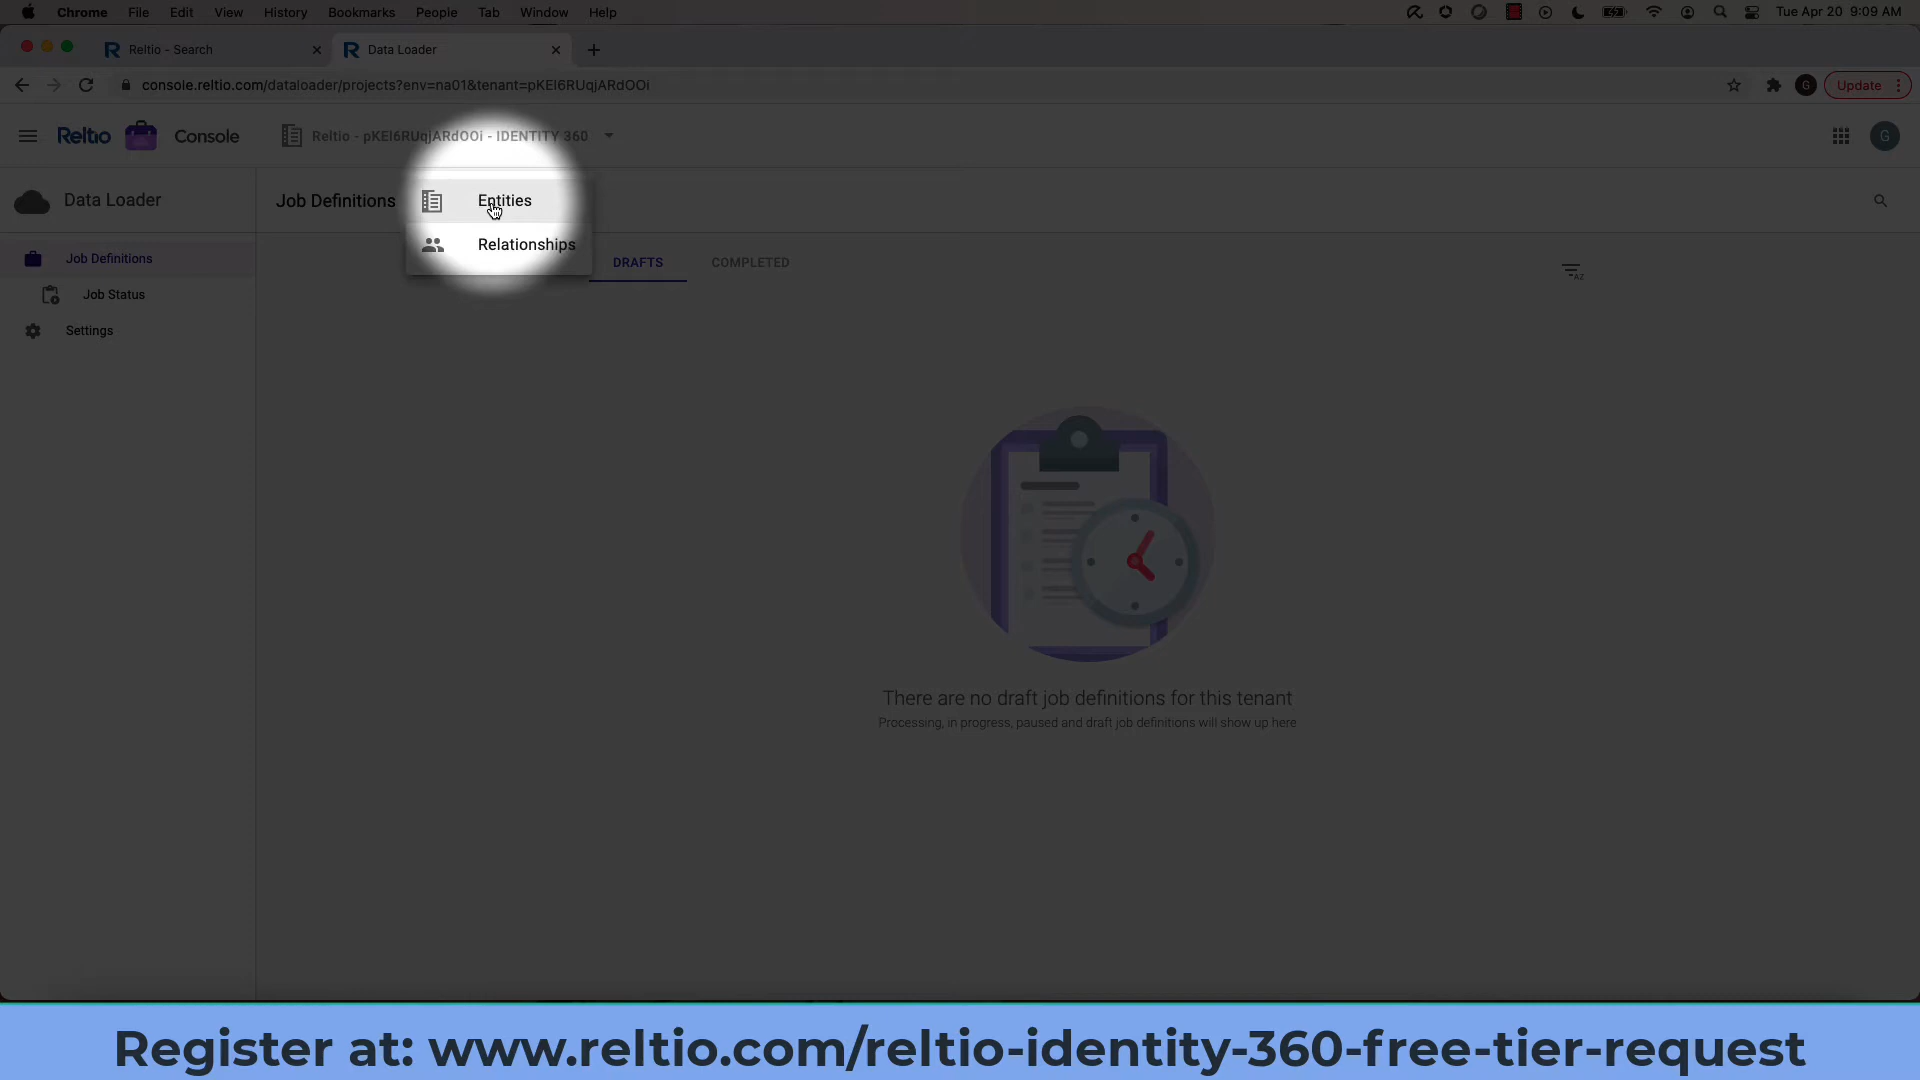 Chrome File Edit View History Bookmarks People Tab Window Help Tue Apr 20 9:09 AM
Reltio - Search Data Loader
console.reltio.com/dataloader/projects?env=na01&tenant=pKEI6RUqjARdOOi Update
Reltio Console Reltio - pKEI6RUqjARdOOi - IDENTITY 360 G
Data Loader Job Definitions Entities
Relationships
Job Definitions DRAFTS COMPLETED
Job Status
Settings
There are no draft job definitions for this tenant
Processing, in progress, paused and draft job definitions will show up here
Register at: www.reltio.com/reltio-identity-360-free-tier-request